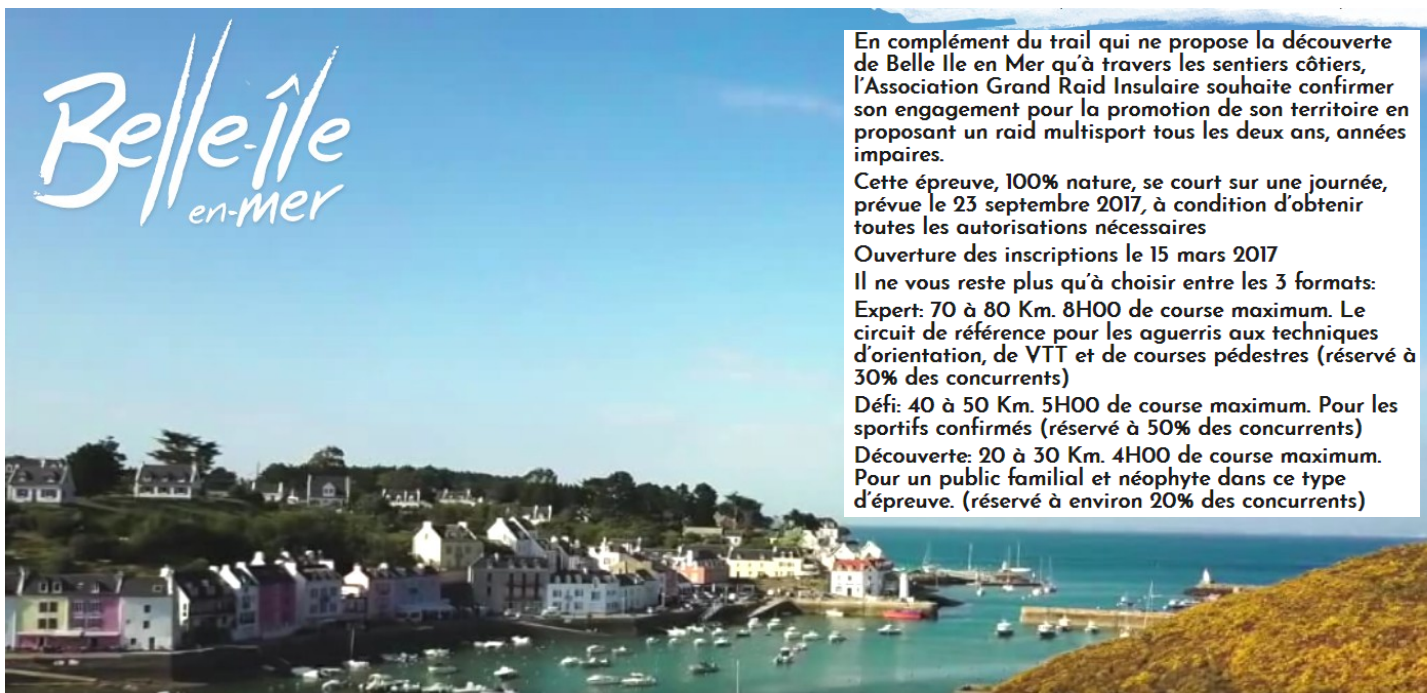 Belle-île
en-mer
En complément du trail qui ne propose la découverte
de Belle Ile en Mer qu'à travers les sentiers côtiers,
l'Association Grand Raid Insulaire souhaite confirmer
son engagement pour la promotion de son territoire en
proposant un raid multisport tous les deux ans, années
impaires.
Cette épreuve, 100% nature, se court sur une journée,
prévue le 23 septembre 2017, à condition d'obtenir
toutes les autorisations nécessaires
Ouverture des inscriptions le 15 mars 2017
Il ne vous reste plus qu'à choisir entre les 3 formats:
Expert: 70 à 80 Km. 8H00 de course maximum. Le
circuit de référence pour les aguerris aux techniques
d'orientation, de VTT et de courses pédestres (réservé à
30% des concurrents)
Défi: 40 à 50 Km. 5H00 de course maximum. Pour les
sportifs confirmés (réservé à 50% des concurrents)
Découverte: 20 à 30 Km. 4H00 de course maximum.
Pour un public familial et néophyte dans ce type
d'épreuve. (réservé à environ 20% des concurrents)